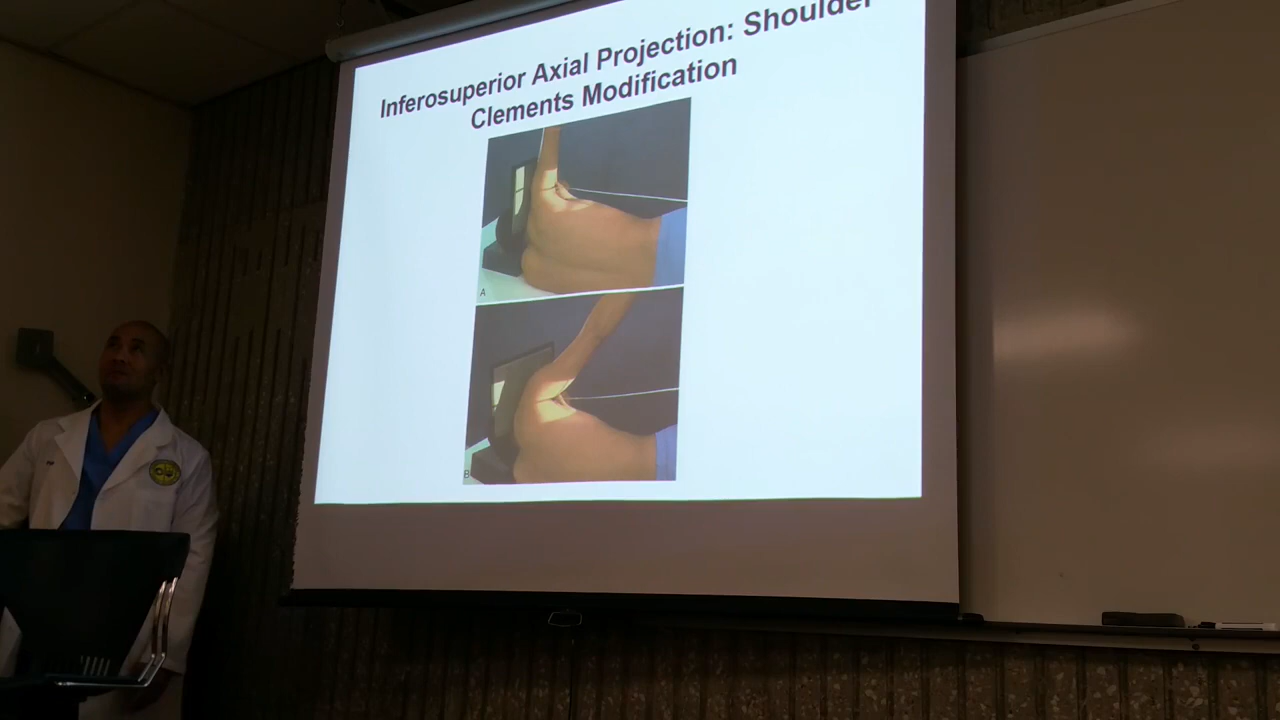 Inferosuperior Axial Projection: Shoulder
Clements Modification
A
B